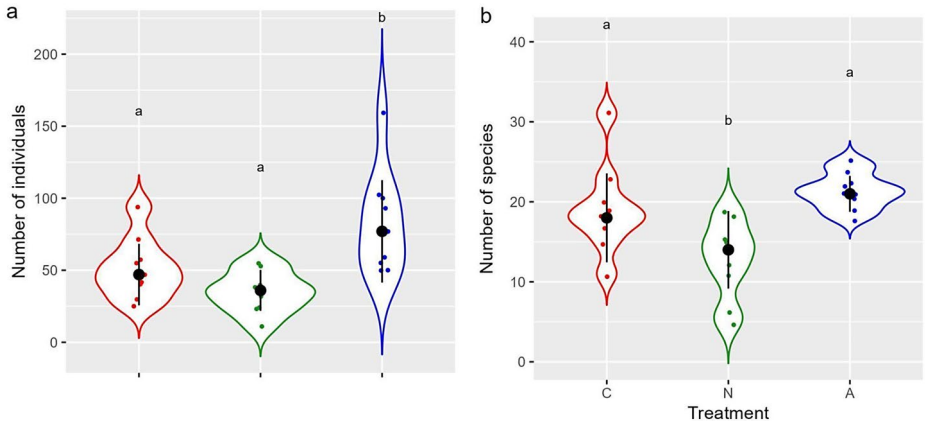 a
b
200
150
100
50
0
Number of individuals
a
a
b
40
30
20
10
0
Number of species
a
b
a
C N A
Treatment